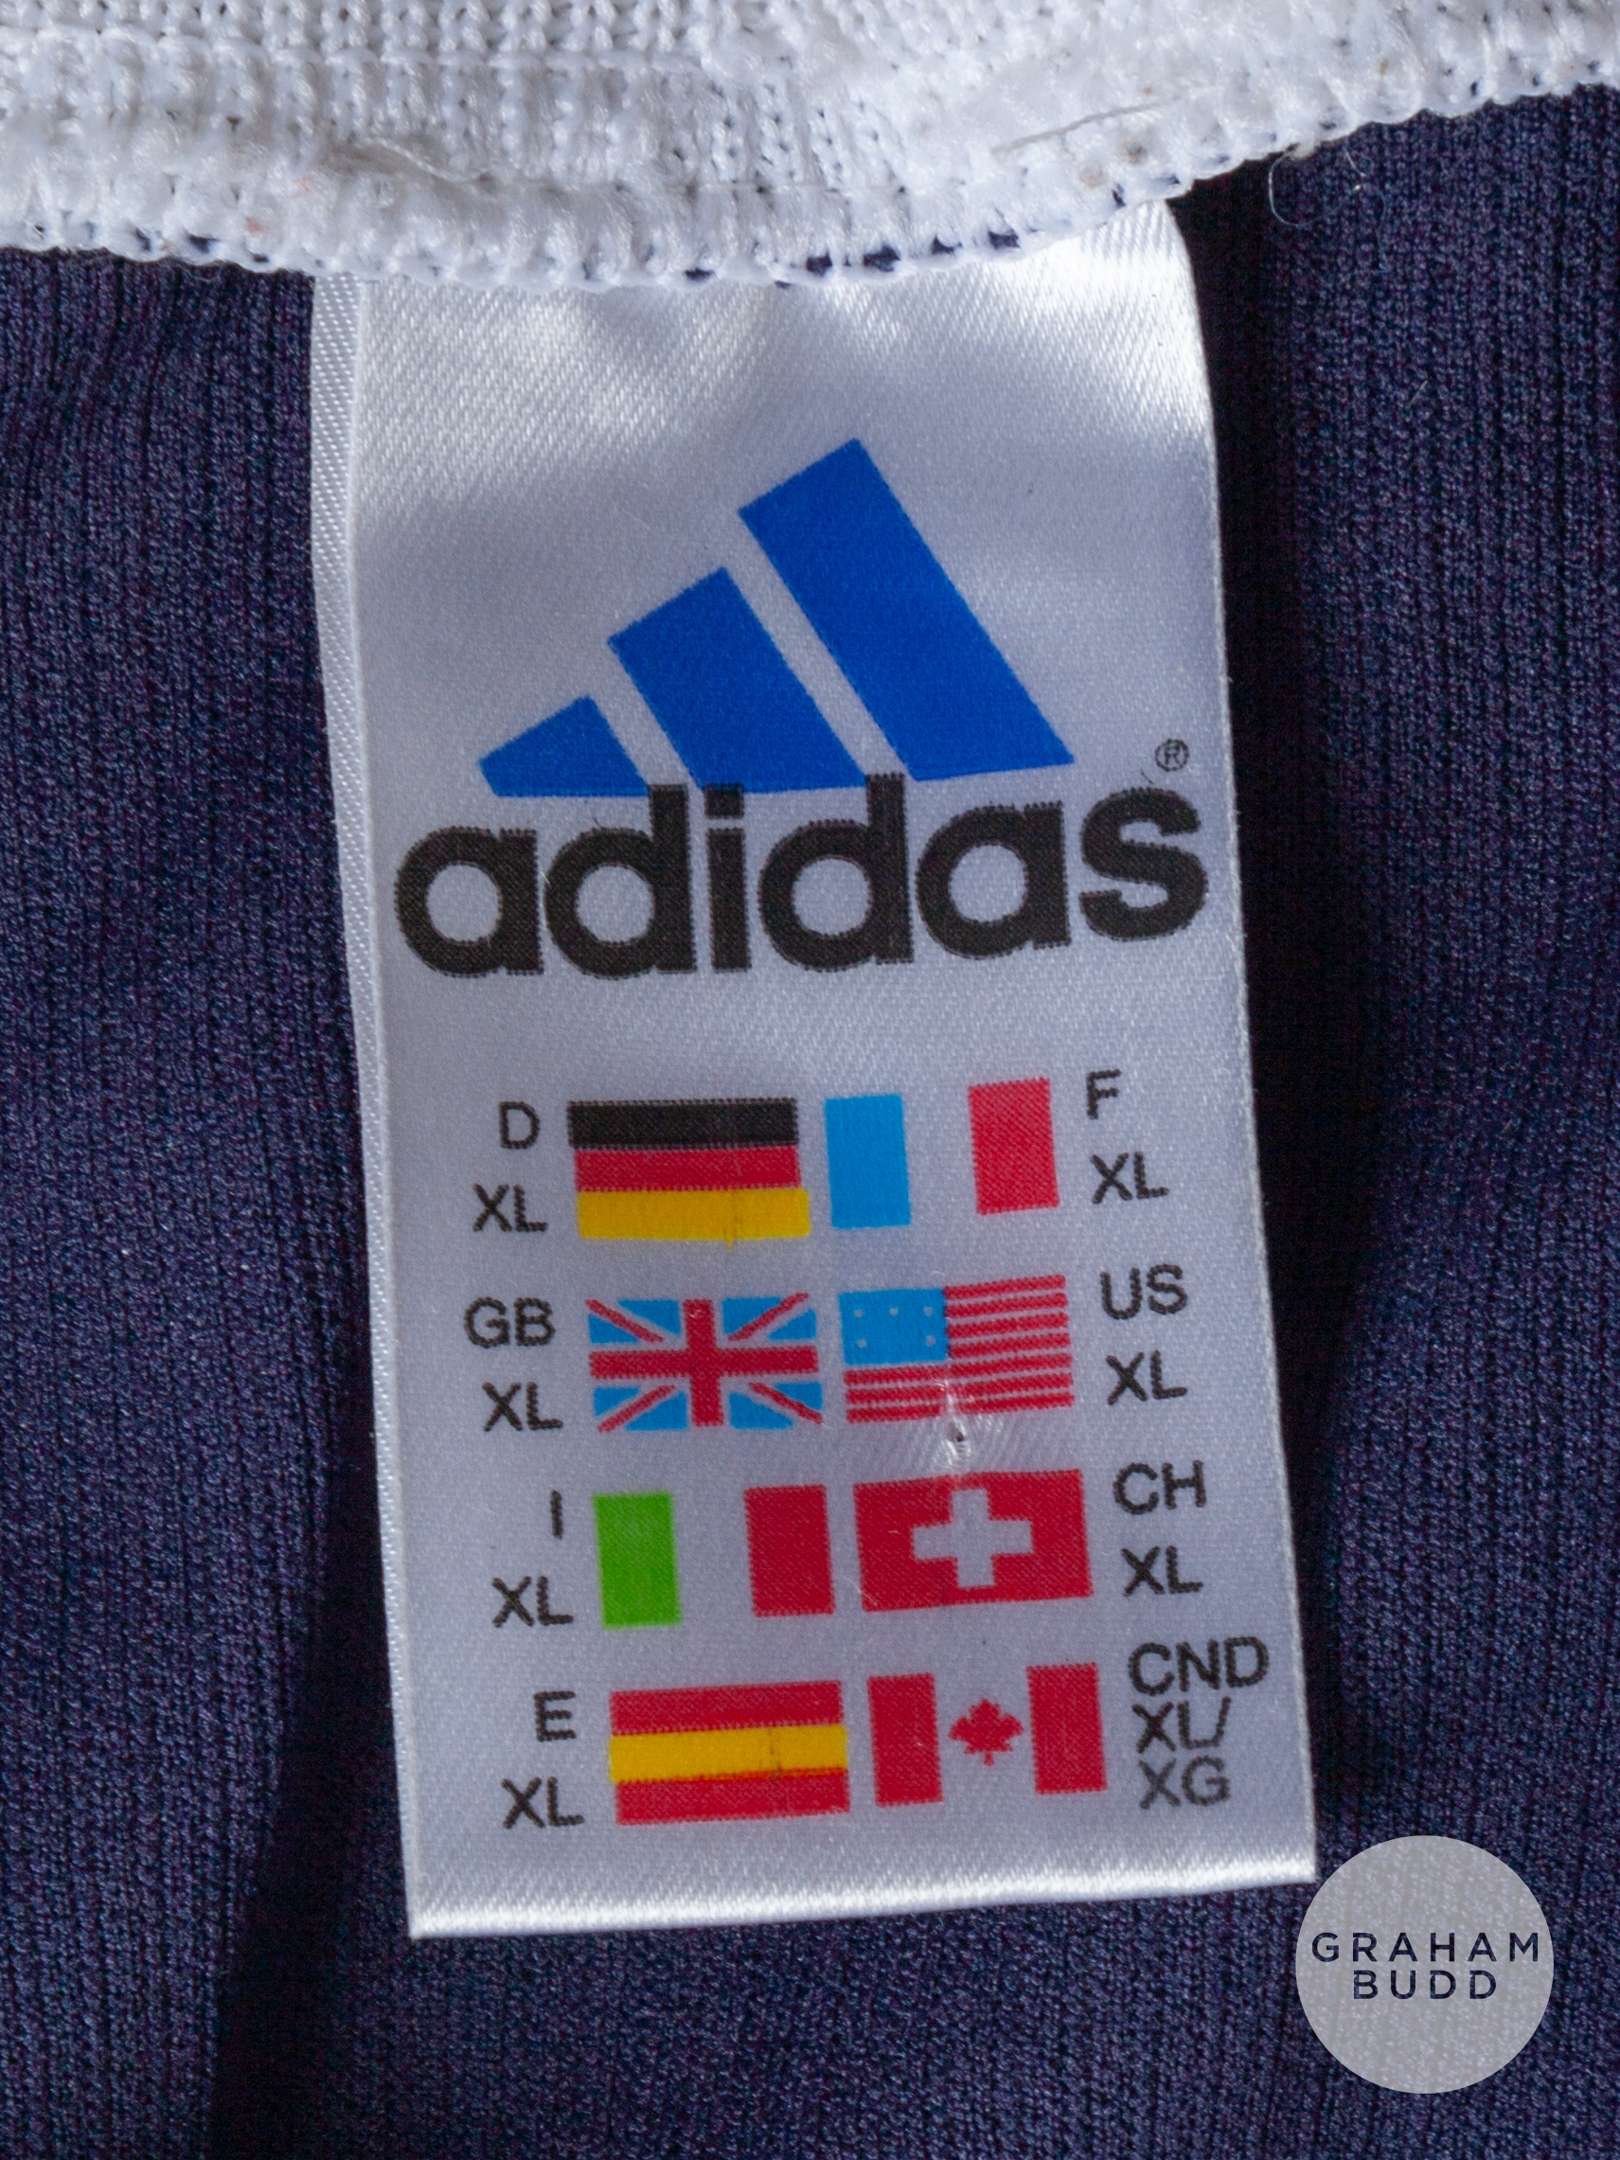 adidas®
D
XL
F
XL
GB
XL
US
XL
I
XL
CH
XL
E
XL
CND
XL/
XG
GRAHAM
BUDD